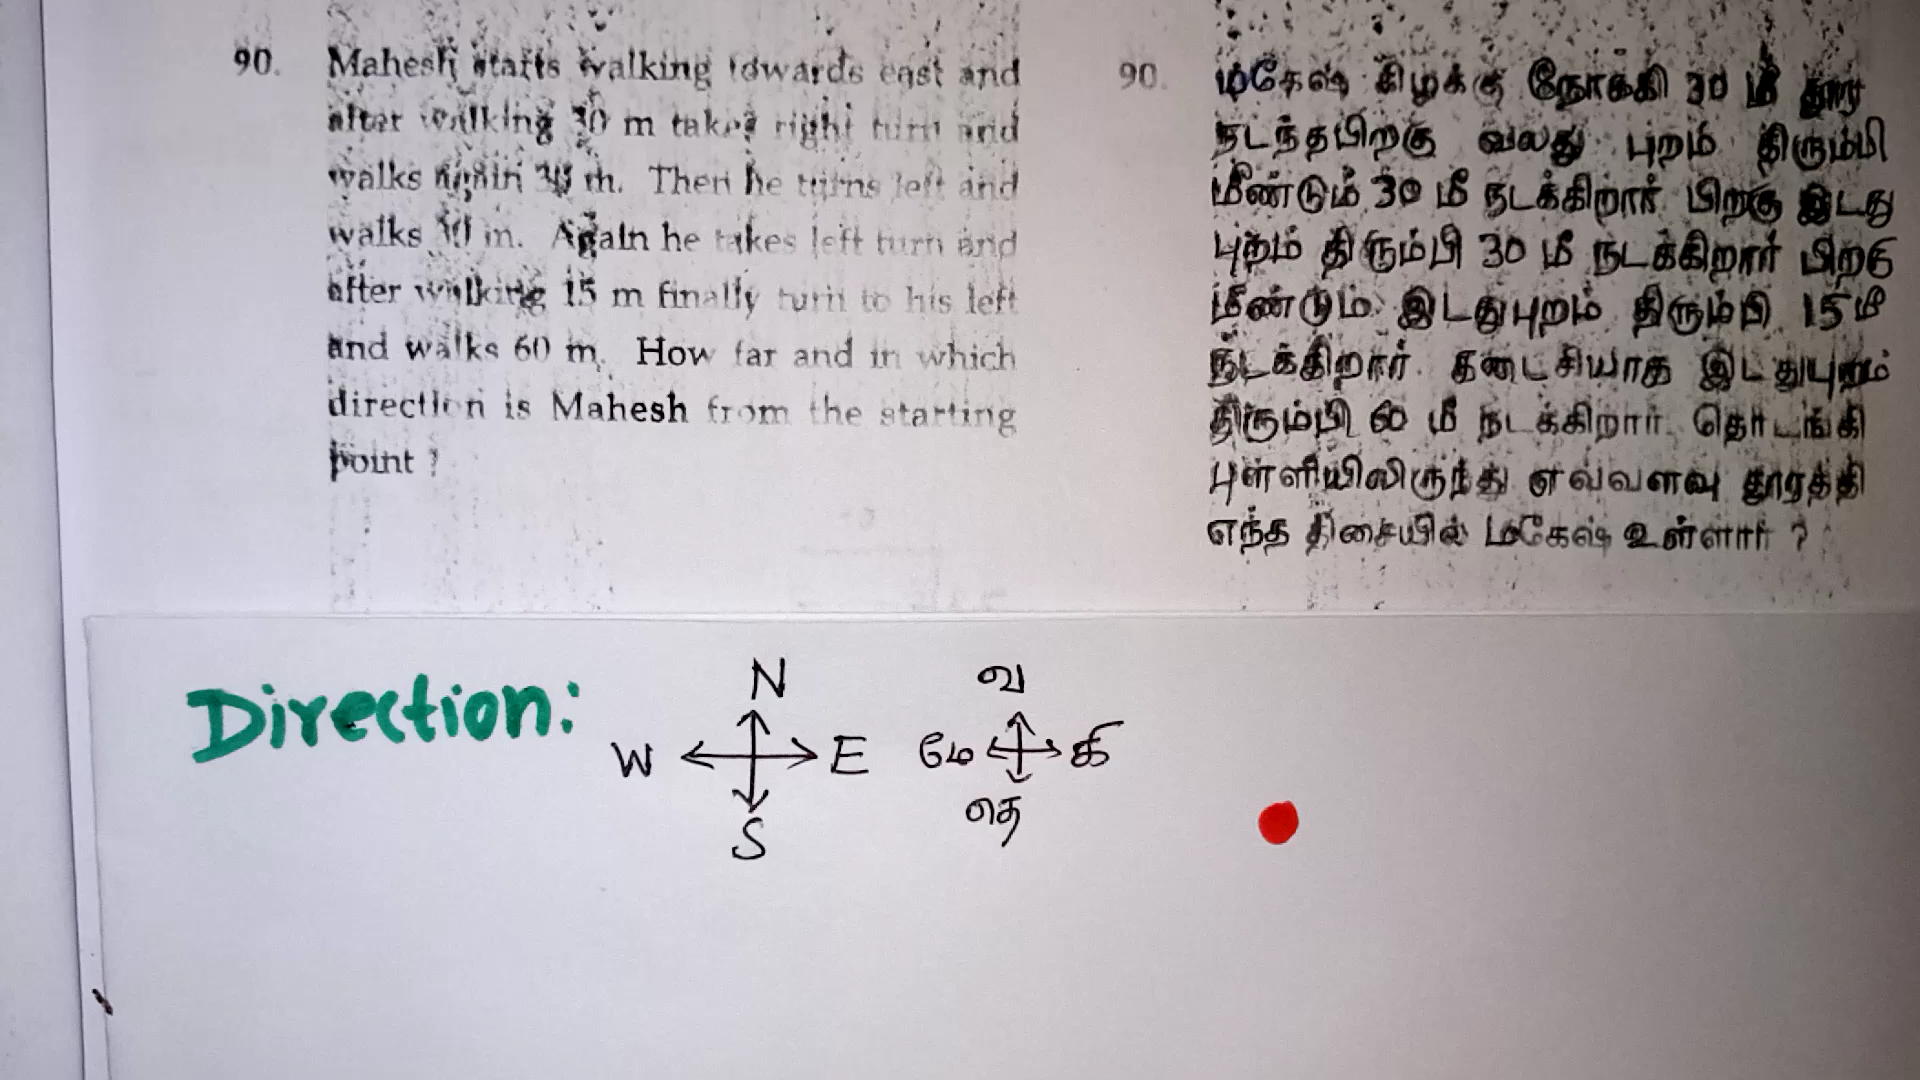 90. Mahesh starts walking towards east and
after walking 30 m takes right turn and
walks again 30 m. Then he turns left and
walks 30 m. Again he takes left turn and
after walking 15 m finally turn to his left
and walks 60 m. How far and in which
direction is Mahesh from the starting
point ?
90. மகேஷ் கிழக்கு நோக்கி 30 மீ தூர
நடந்தபிறகு வலது புறம் திரும்பி
மீண்டும் 30 மீ நடக்கிறார் பிறகு இடது
புறம் திரும்பி 30 மீ நடக்கிறார் பிறகு
மீண்டும் இடதுபுறம் திரும்பி 15 மீ
நடக்கிறார். கடைசியாக இடதுபுறம்
திரும்பி 60 மீ நடக்கிறார். தொடங்கி
புள்ளியிலிருந்து எவ்வளவு தூரத்தி
எந்த திசையில் மகேஷ் உள்ளார் ?
Direction:
N
W E
S
வ
மே கி
தெ